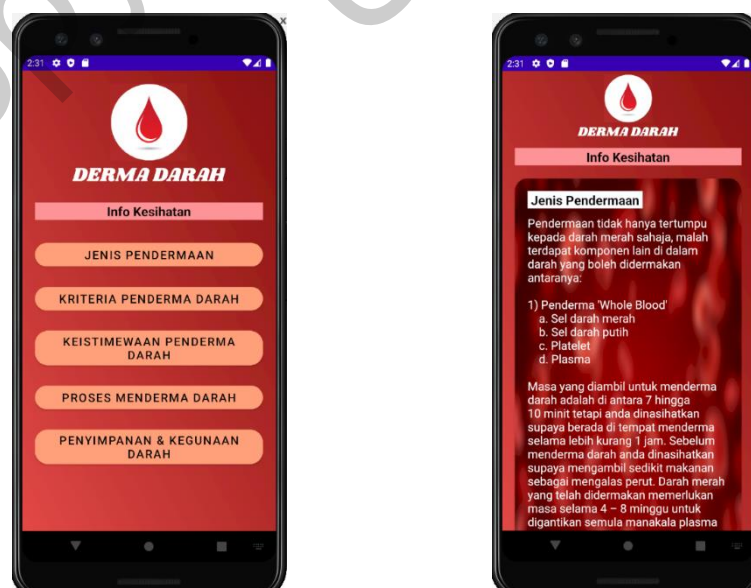 2:31
DERMA DARAH
Info Kesihatan
JENIS PENDERMAAN
KRITERIA PENDERMA DARAH
KEISTIMEWAAN PENDERMA
DARAH
PROSES MENDERMA DARAH
PENYIMPANAN & KEGUNAAN
DARAH
2:31
DERMA DARAH
Info Kesihatan
Jenis Pendermaan
Pendermaan tidak hanya tertumpu
kepada darah merah sahaja, malah
terdapat komponen lain di dalam
darah yang boleh didermakan
antaranya:
1) Penderma 'Whole Blood'
a. Sel darah merah
b. Sel darah putih
c. Platelet
d. Plasma
Masa yang diambil untuk menderma
darah adalah di antara 7 hingga
10 minit tetapi anda dinasihatkan
supaya berada di tempat menderma
selama lebih kurang 1 jam. Sebelum
menderma darah anda dinasihatkan
supaya mengambil sedikit makanan
sebagai mengalas perut. Darah merah
yang telah didermakan memerlukan
masa selama 4 – 8 minggu untuk
digantikan semula manakala plasma